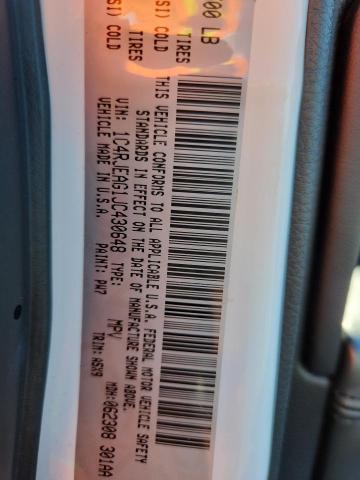 00 LB
TIRES
SI) COLD
TIRES
SI) COLD
THIS VEHICLE CONFORMS TO ALL APPLICABLE U.S.A. FEDERAL MOTOR VEHICLE SAFETY
STANDARDS IN EFFECT ON THE DATE OF MANUFACTURE SHOWN ABOVE.
VIN: 1C4RJEAG1JC430648 TYPE: MPV MDH: 062308 301AA
VEHICLE MADE IN U.S.A. PAINT: PW7 TRIM: A5X9